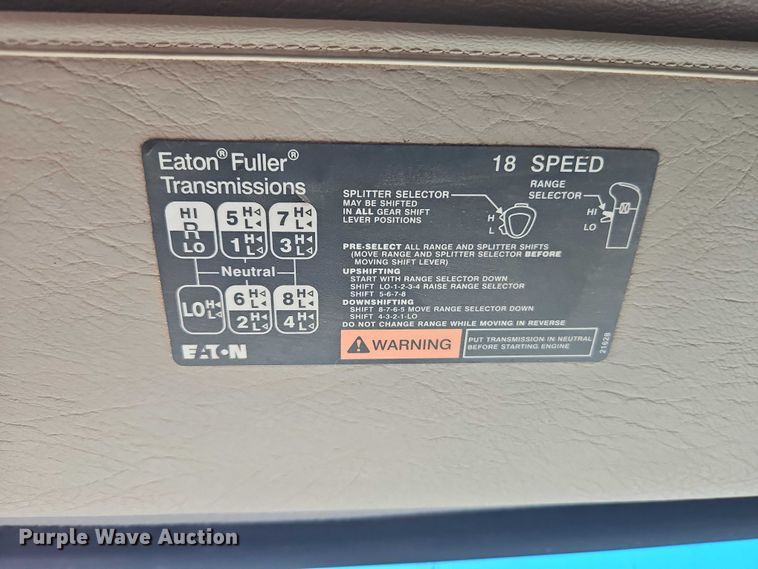 Eaton® Fuller®
Transmissions
18 SPEED
HI
R
LO
5 H
L
1 H
L
7 H
L
3 H
L
Neutral
LO H
L
6 H
L
2 H
L
8 H
L
4 H
L
EATON
SPLITTER SELECTOR
MAY BE SHIFTED
IN ALL GEAR SHIFT
LEVER POSITIONS
H
L
RANGE
SELECTOR
HI
LO
PRE-SELECT ALL RANGE AND SPLITTER SHIFTS
(MOVE RANGE AND SPLITTER SELECTOR BEFORE
MOVING SHIFT LEVER)
UPSHIFTING
START WITH RANGE SELECTOR DOWN
SHIFT LO-1-2-3-4 RAISE RANGE SELECTOR
SHIFT 5-6-7-8
DOWNSHIFTING
SHIFT 8-7-6-5 MOVE RANGE SELECTOR DOWN
SHIFT 4-3-2-1-LO
DO NOT CHANGE RANGE WHILE MOVING IN REVERSE
WARNING
PUT TRANSMISSION IN NEUTRAL
BEFORE STARTING ENGINE
21628
Purple Wave Auction